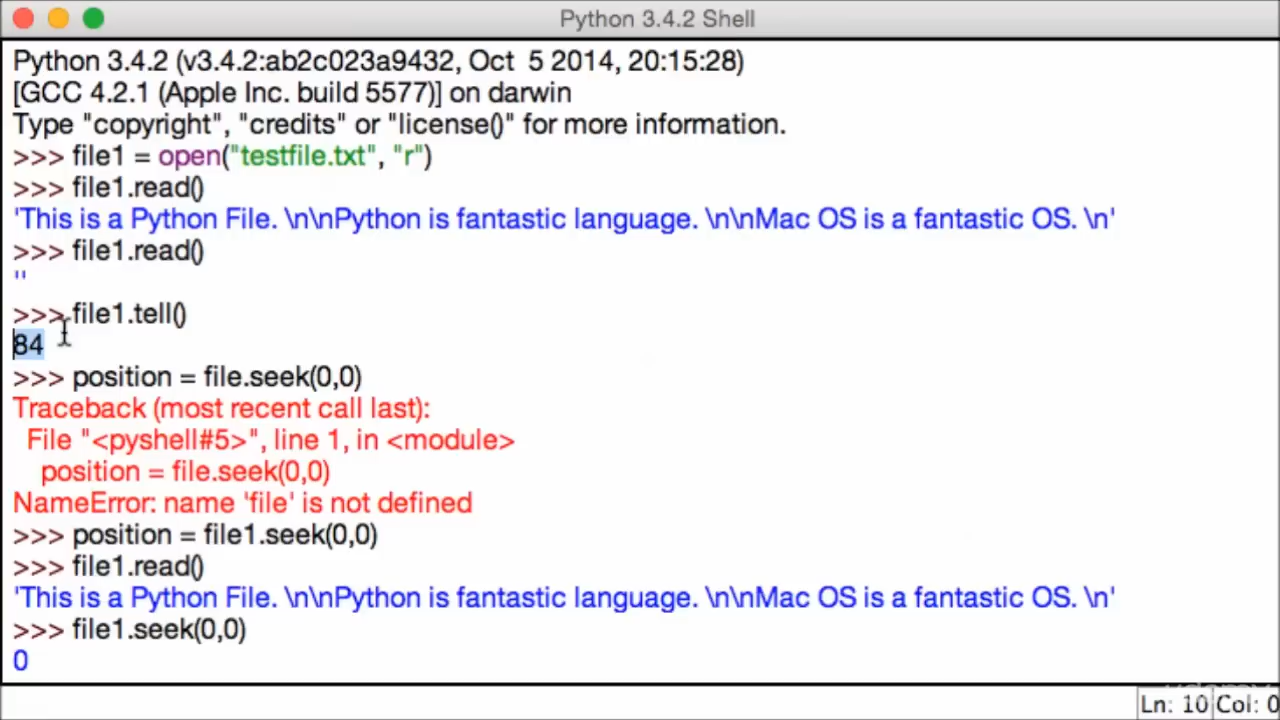 Python 3.4.2 Shell
Python 3.4.2 (v3.4.2:ab2c023a9432, Oct  5 2014, 20:15:28)
[GCC 4.2.1 (Apple Inc. build 5577)] on darwin
Type "copyright", "credits" or "license()" for more information.
>>> file1 = open("testfile.txt", "r")
>>> file1.read()
'This is a Python File. \n\nPython is fantastic language. \n\nMac OS is a fantastic OS. \n'
>>> file1.read()
''
>>> file1.tell()
84
>>> position = file.seek(0,0)
Traceback (most recent call last):
  File "<pyshell#5>", line 1, in <module>
    position = file.seek(0,0)
NameError: name 'file' is not defined
>>> position = file1.seek(0,0)
>>> file1.read()
'This is a Python File. \n\nPython is fantastic language. \n\nMac OS is a fantastic OS. \n'
>>> file1.seek(0,0)
0
Ln: 10 Col: 0